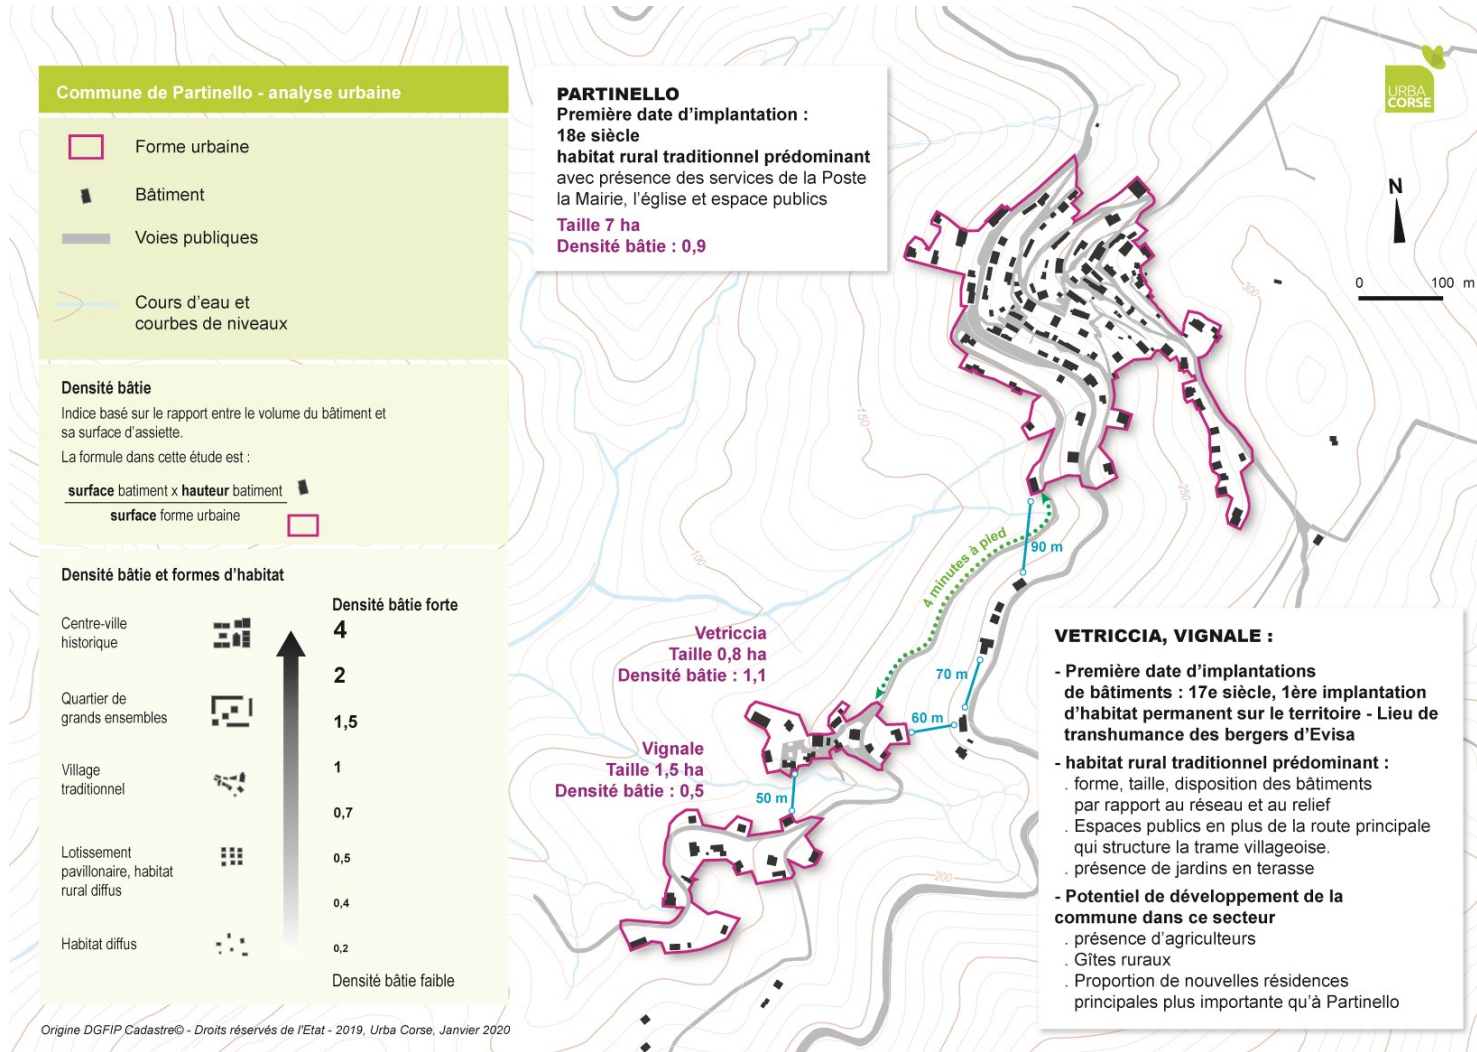 Commune de Partinello - analyse urbaine
Forme urbaine
Bâtiment
Voies publiques
Cours d'eau et
courbes de niveaux
Densité bâtie
Indice basé sur le rapport entre le volume du bâtiment et
sa surface d'assiette.
La formule dans cette étude est :
surface batiment x hauteur batiment
surface forme urbaine
Densité bâtie et formes d'habitat
Densité bâtie forte
Centre-ville
historique
4
2
Quartier de
grands ensembles
1,5
Village
traditionnel
1
0,7
Lotissement
pavillonaire, habitat
rural diffus
0,5
0,4
Habitat diffus
0,2
Densité bâtie faible
Origine DGFIP Cadastre© - Droits réservés de l'Etat - 2019, Urba Corse, Janvier 2020
PARTINELLO
Première date d'implantation :
18e siècle
habitat rural traditionnel prédominant
avec présence des services de la Poste
la Mairie, l'église et espace publics
Taille 7 ha
Densité bâtie : 0,9
URBA
CORSE
N
0 100 m
300
150
250
100
200
90 m
4 minutes à pied
70 m
60 m
50 m
Vetriccia
Taille 0,8 ha
Densité bâtie : 1,1
Vignale
Taille 1,5 ha
Densité bâtie : 0,5
VETRICCIA, VIGNALE :
- Première date d'implantations
de bâtiments : 17e siècle, 1ère implantation
d'habitat permanent sur le territoire - Lieu de
transhumance des bergers d'Evisa
- habitat rural traditionnel prédominant :
. forme, taille, disposition des bâtiments
par rapport au réseau et au relief
. Espaces publics en plus de la route principale
qui structure la trame villageoise.
. présence de jardins en terasse
- Potentiel de développement de la
commune dans ce secteur
. présence d'agriculteurs
. Gîtes ruraux
. Proportion de nouvelles résidences
principales plus importante qu'à Partinello